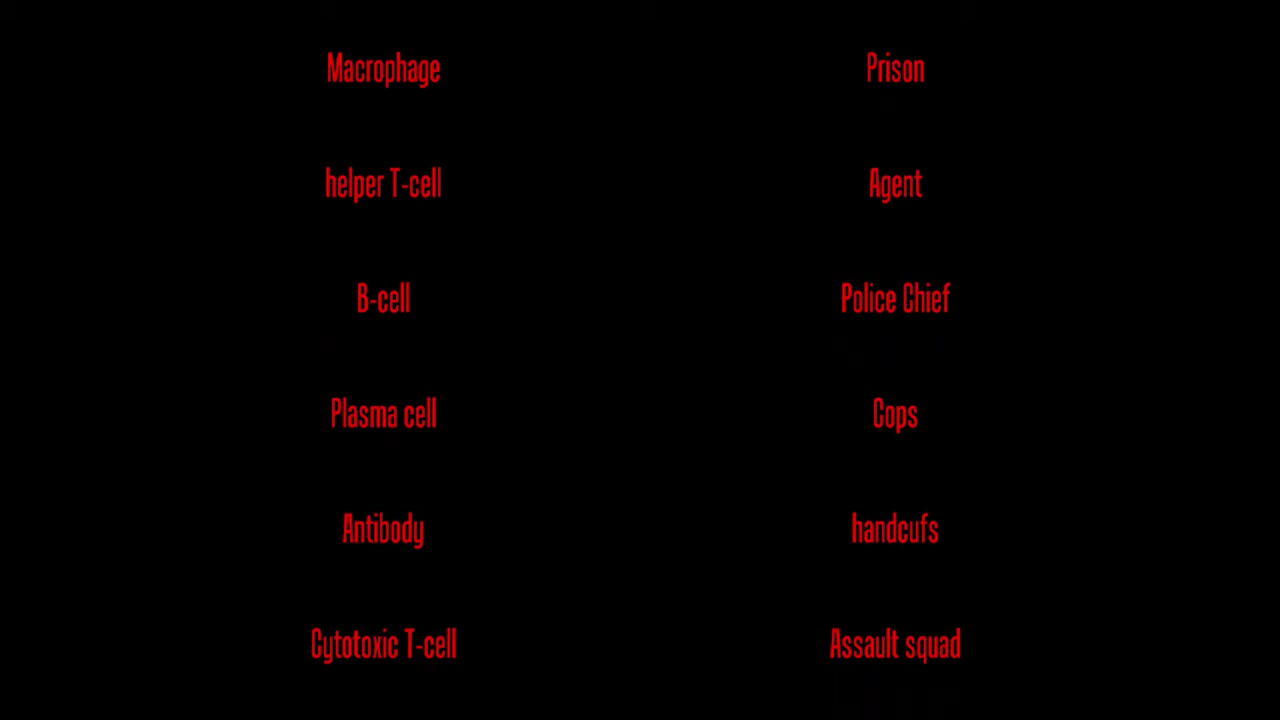 Macrophage Prison
helper T-cell Agent
B-cell Police Chief
Plasma cell Cops
Antibody handcufs
Cytotoxic T-cell Assault squad